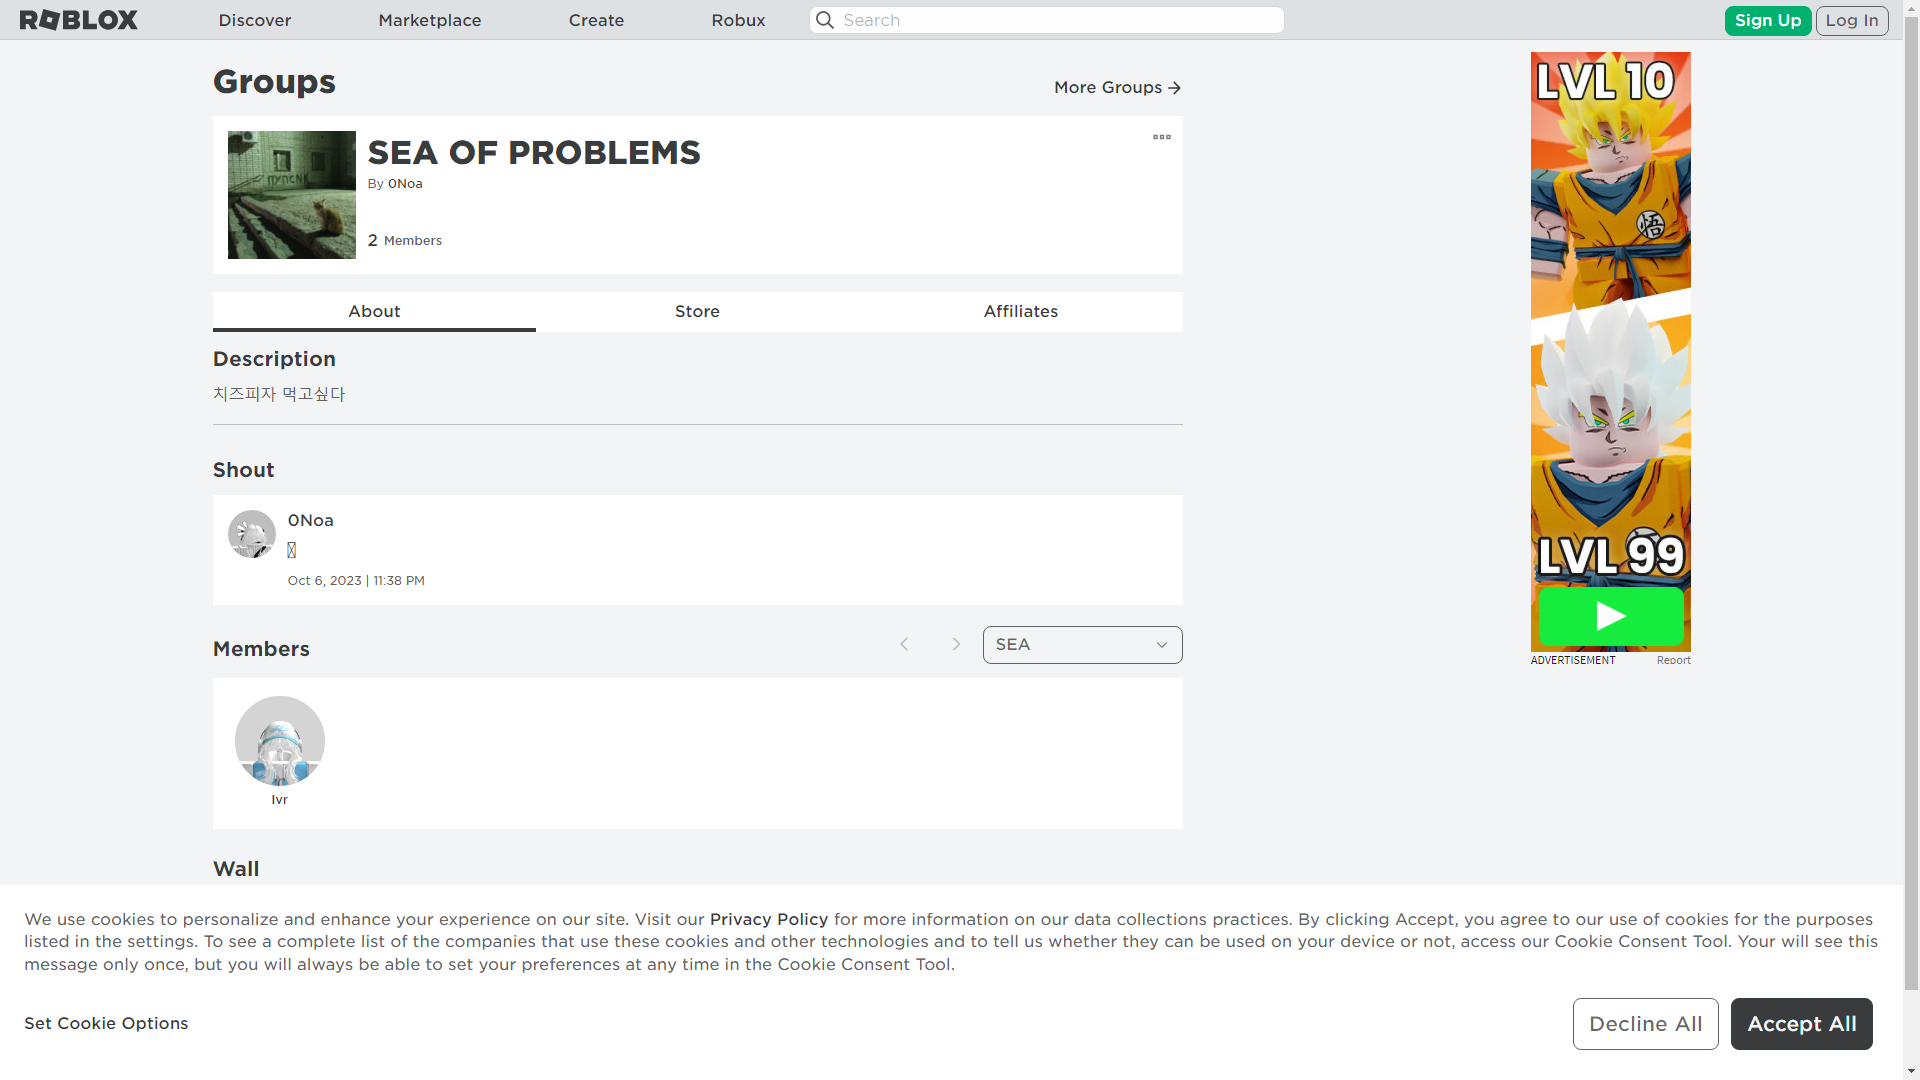 ROBLOX
Discover
Marketplace
Create
Robux
Search
Sign Up
Log In
Groups
More Groups
SEA OF PROBLEMS
By 0Noa
2 Members
About
Store
Affiliates
Description
치즈피자 먹고싶다
Shout
0Noa
Oct 6, 2023 | 11:38 PM
Members
SEA
Wall
LVL 10
悟
LVL 99
ADVERTISEMENT
Report
We use cookies to personalize and enhance your experience on our site. Visit our Privacy Policy for more information on our data collections practices. By clicking Accept, you agree to our use of cookies for the purposes
listed in the settings. To see a complete list of the companies that use these cookies and other technologies and to tell us whether they can be used on your device or not, access our Cookie Consent Tool. Your will see this
message only once, but you will always be able to set your preferences at any time in the Cookie Consent Tool.
Set Cookie Options
Decline All
Accept All